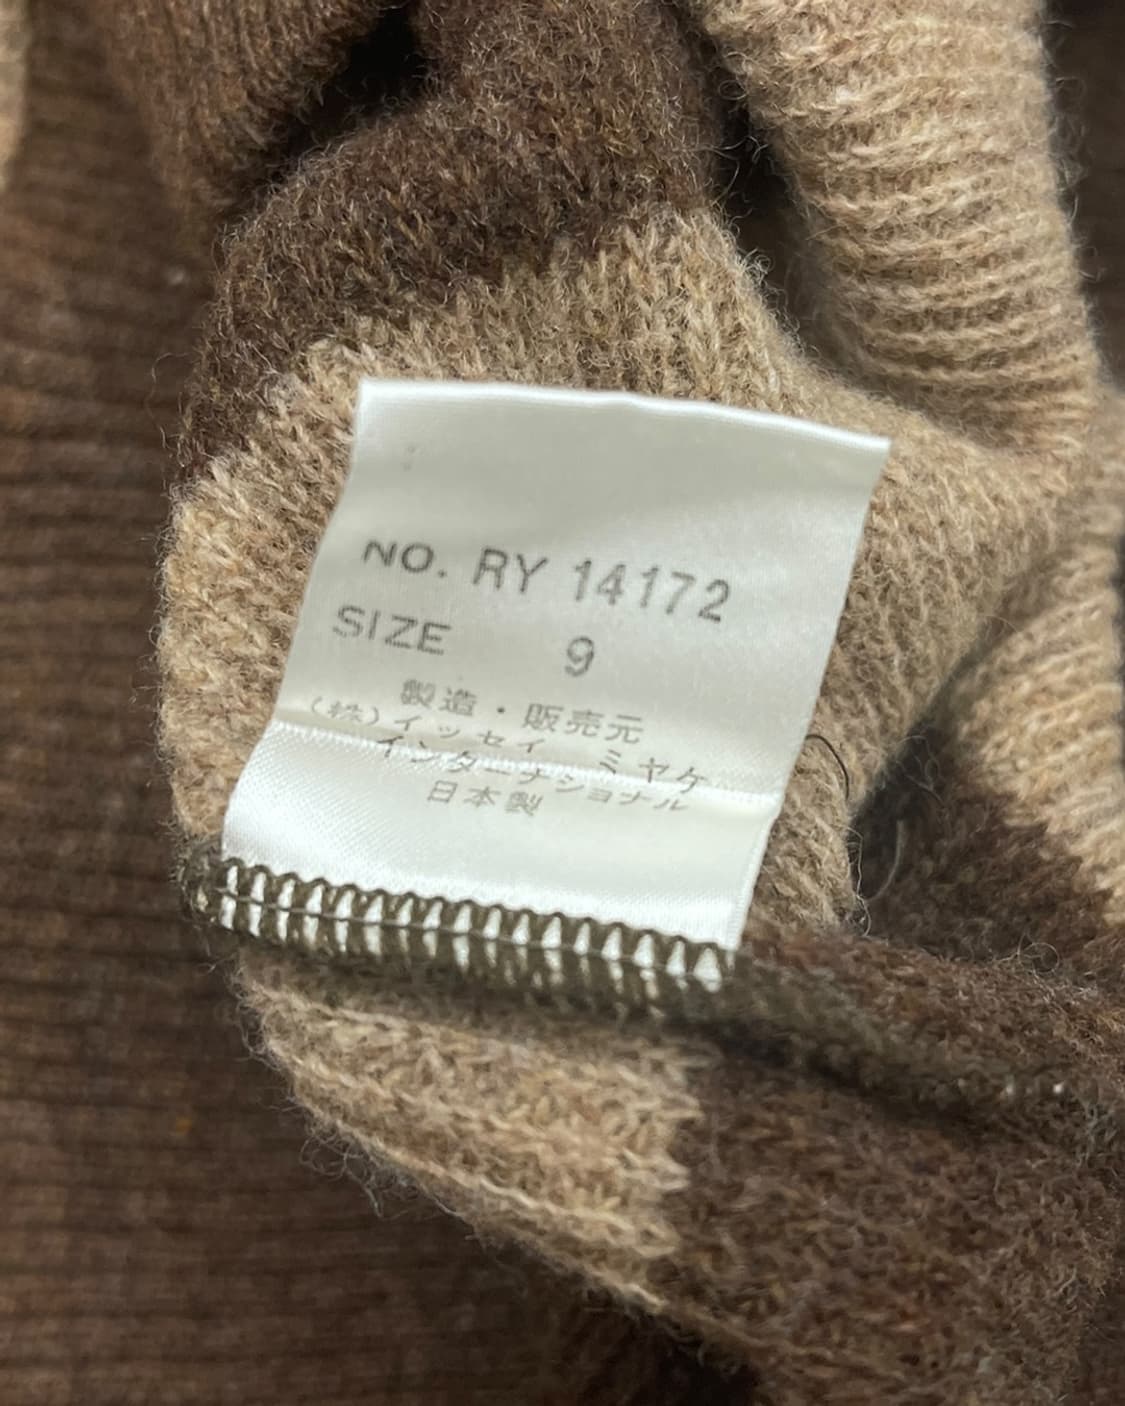 NO. RY 14172
SIZE 9
製造・販売元
(株)イッセイ ミヤケ
インターナショナル
日本製